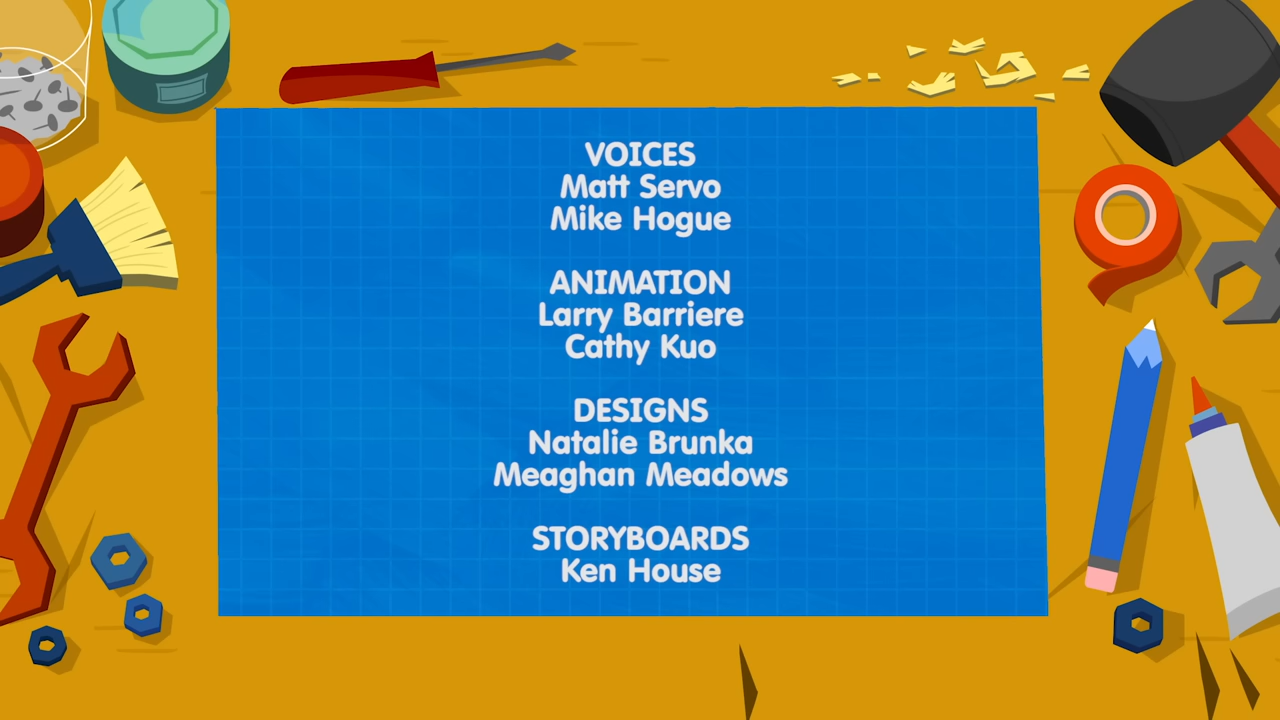 VOICES
Matt Servo
Mike Hogue
ANIMATION
Larry Barriere
Cathy Kuo
DESIGNS
Natalie Brunka
Meaghan Meadows
STORYBOARDS
Ken House